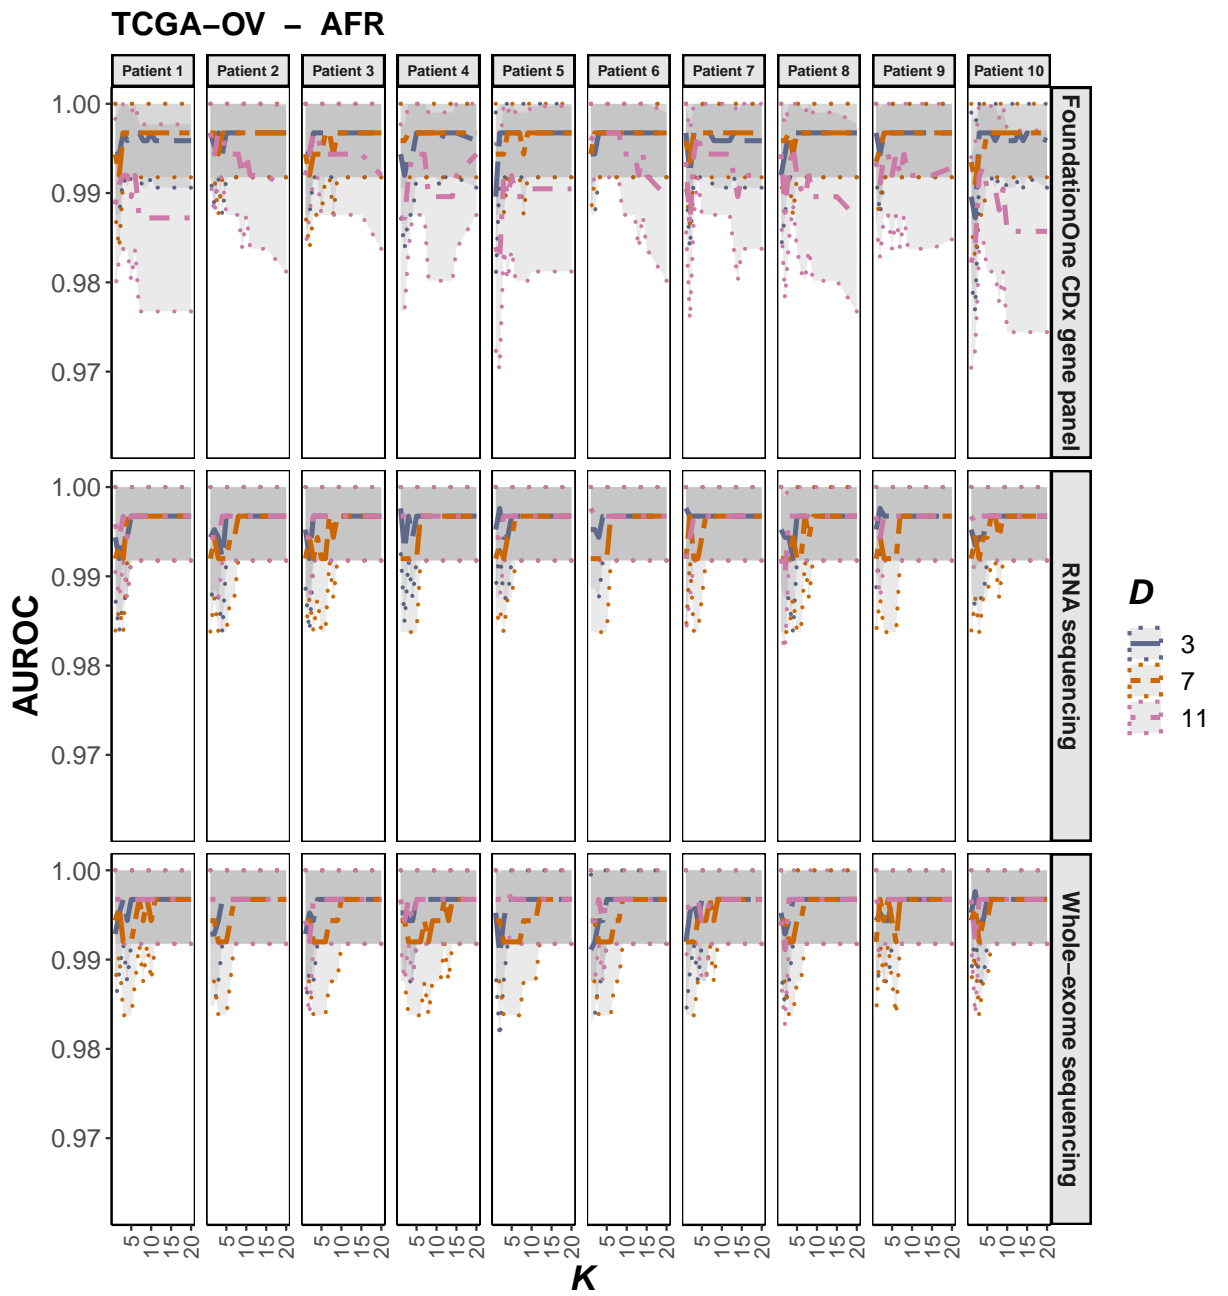 TCGA−OV − AFR
Patient 1 Patient 2 Patient 3 Patient 4 Patient 5 Patient 6 Patient 7 Patient 8 Patient 9 Patient 10
1.00
0.99
0.98
0.97
FoundationOne CDx gene panel
1.00
0.99
0.98
0.97
RNA sequencing
1.00
0.99
0.98
0.97
Whole−exome sequencing
AUROC
5 10 15 20 5 10 15 20 5 10 15 20 5 10 15 20 5 10 15 20 5 10 15 20 5 10 15 20 5 10 15 20 5 10 15 20 5 10 15 20
K
D
3
7
11